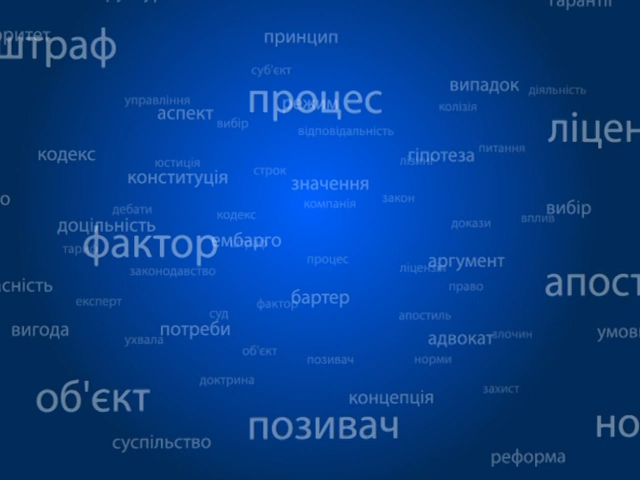 гарантії
штраф
принцип
суб'єкт
випадок
діяльність
процес
режим
управління
колізія
аспект
вибір
відповідальність
ліцен
питання
кодекс
гіпотеза
юстиція
строк
конституція
значення
закон
компанія
вибір
дебати
кодекс
вплив
доцільність
докази
фактор
ембарго
процес
аргумент
законодавство
ліцензія
апост
право
експерт
фактор
бартер
суд
апостиль
вигода
потреби
умов
злочин
ухвала
адвокат
об'єкт
позивач
норми
доктрина
захист
об'єкт
концепція
позивач
но
суспільство
реформа